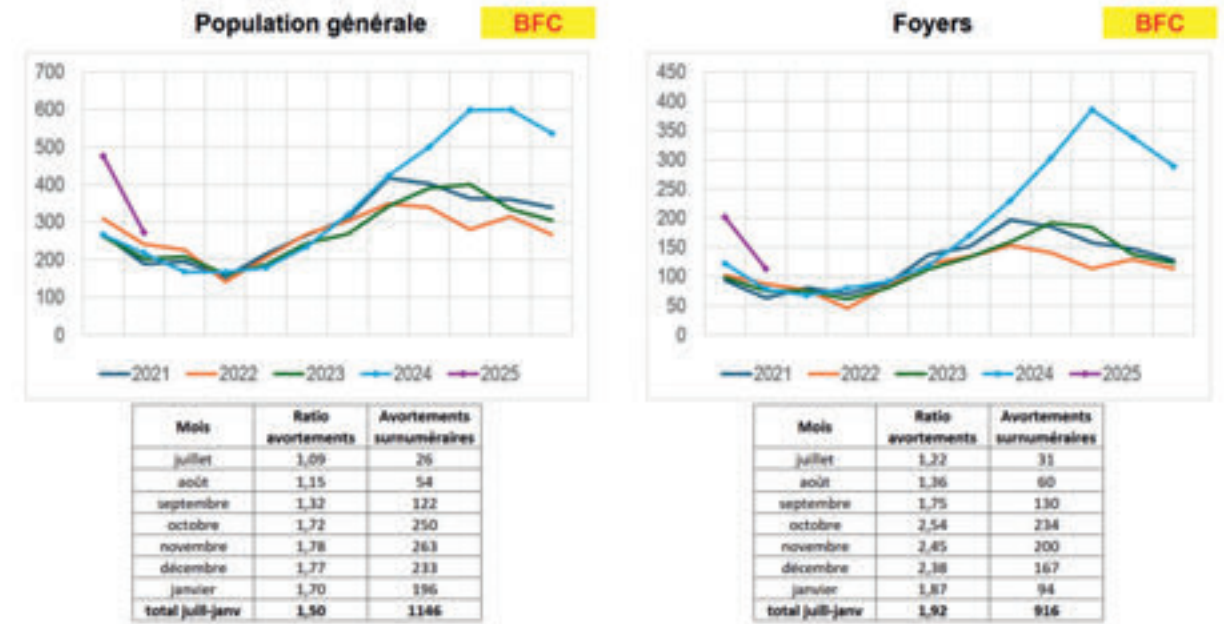 Population générale BFC
700
600
500
400
300
200
100
0
2021 2022 2023 2024 2025
Mois Ratio avortements Avortements surnuméraires
juillet 1,09 26
août 1,15 54
septembre 1,32 122
octobre 1,72 250
novembre 1,78 263
décembre 1,77 233
janvier 1,70 196
total juill-janv 1,50 1146
Foyers BFC
450
400
350
300
250
200
150
100
50
0
2021 2022 2023 2024 2025
Mois Ratio avortements Avortements surnuméraires
juillet 1,22 31
août 1,36 60
septembre 1,75 130
octobre 2,54 234
novembre 2,45 200
décembre 2,38 167
janvier 1,87 94
total juill-janv 1,92 916